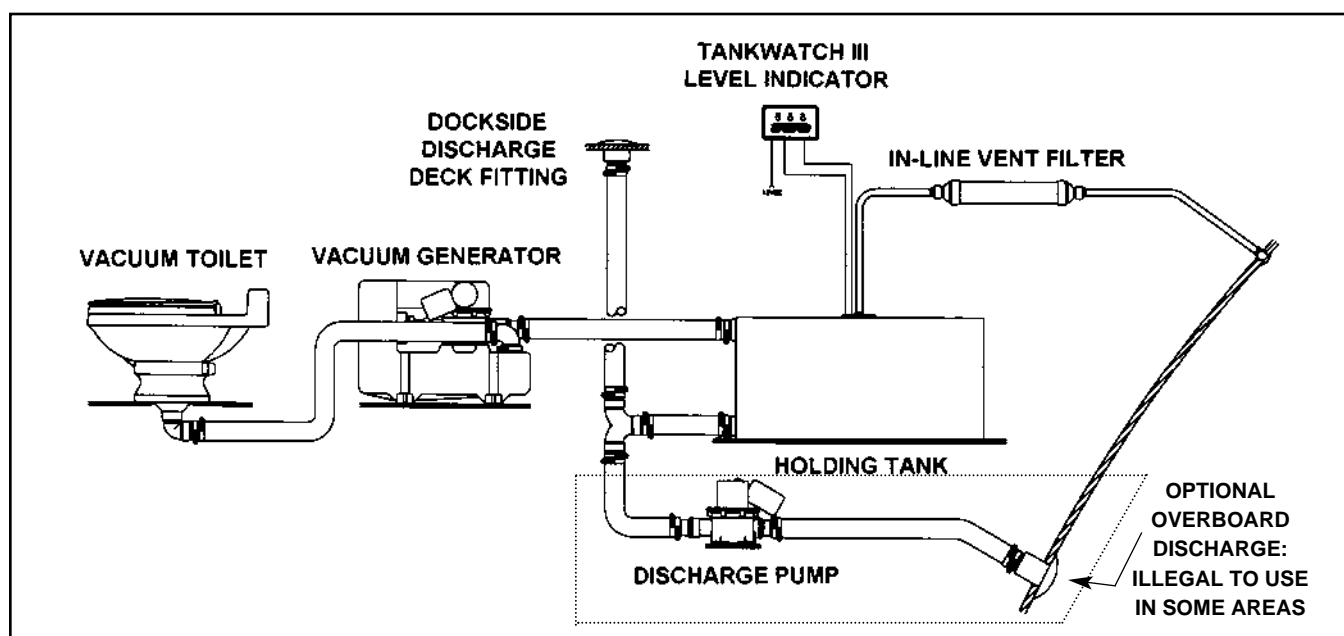 TANKWATCH III
LEVEL INDICATOR
DOCKSIDE
DISCHARGE
DECK FITTING
IN-LINE VENT FILTER
VACUUM TOILET
VACUUM GENERATOR
HOLDING TANK
DISCHARGE PUMP
OPTIONAL
OVERBOARD
DISCHARGE:
ILLEGAL TO USE
IN SOME AREAS